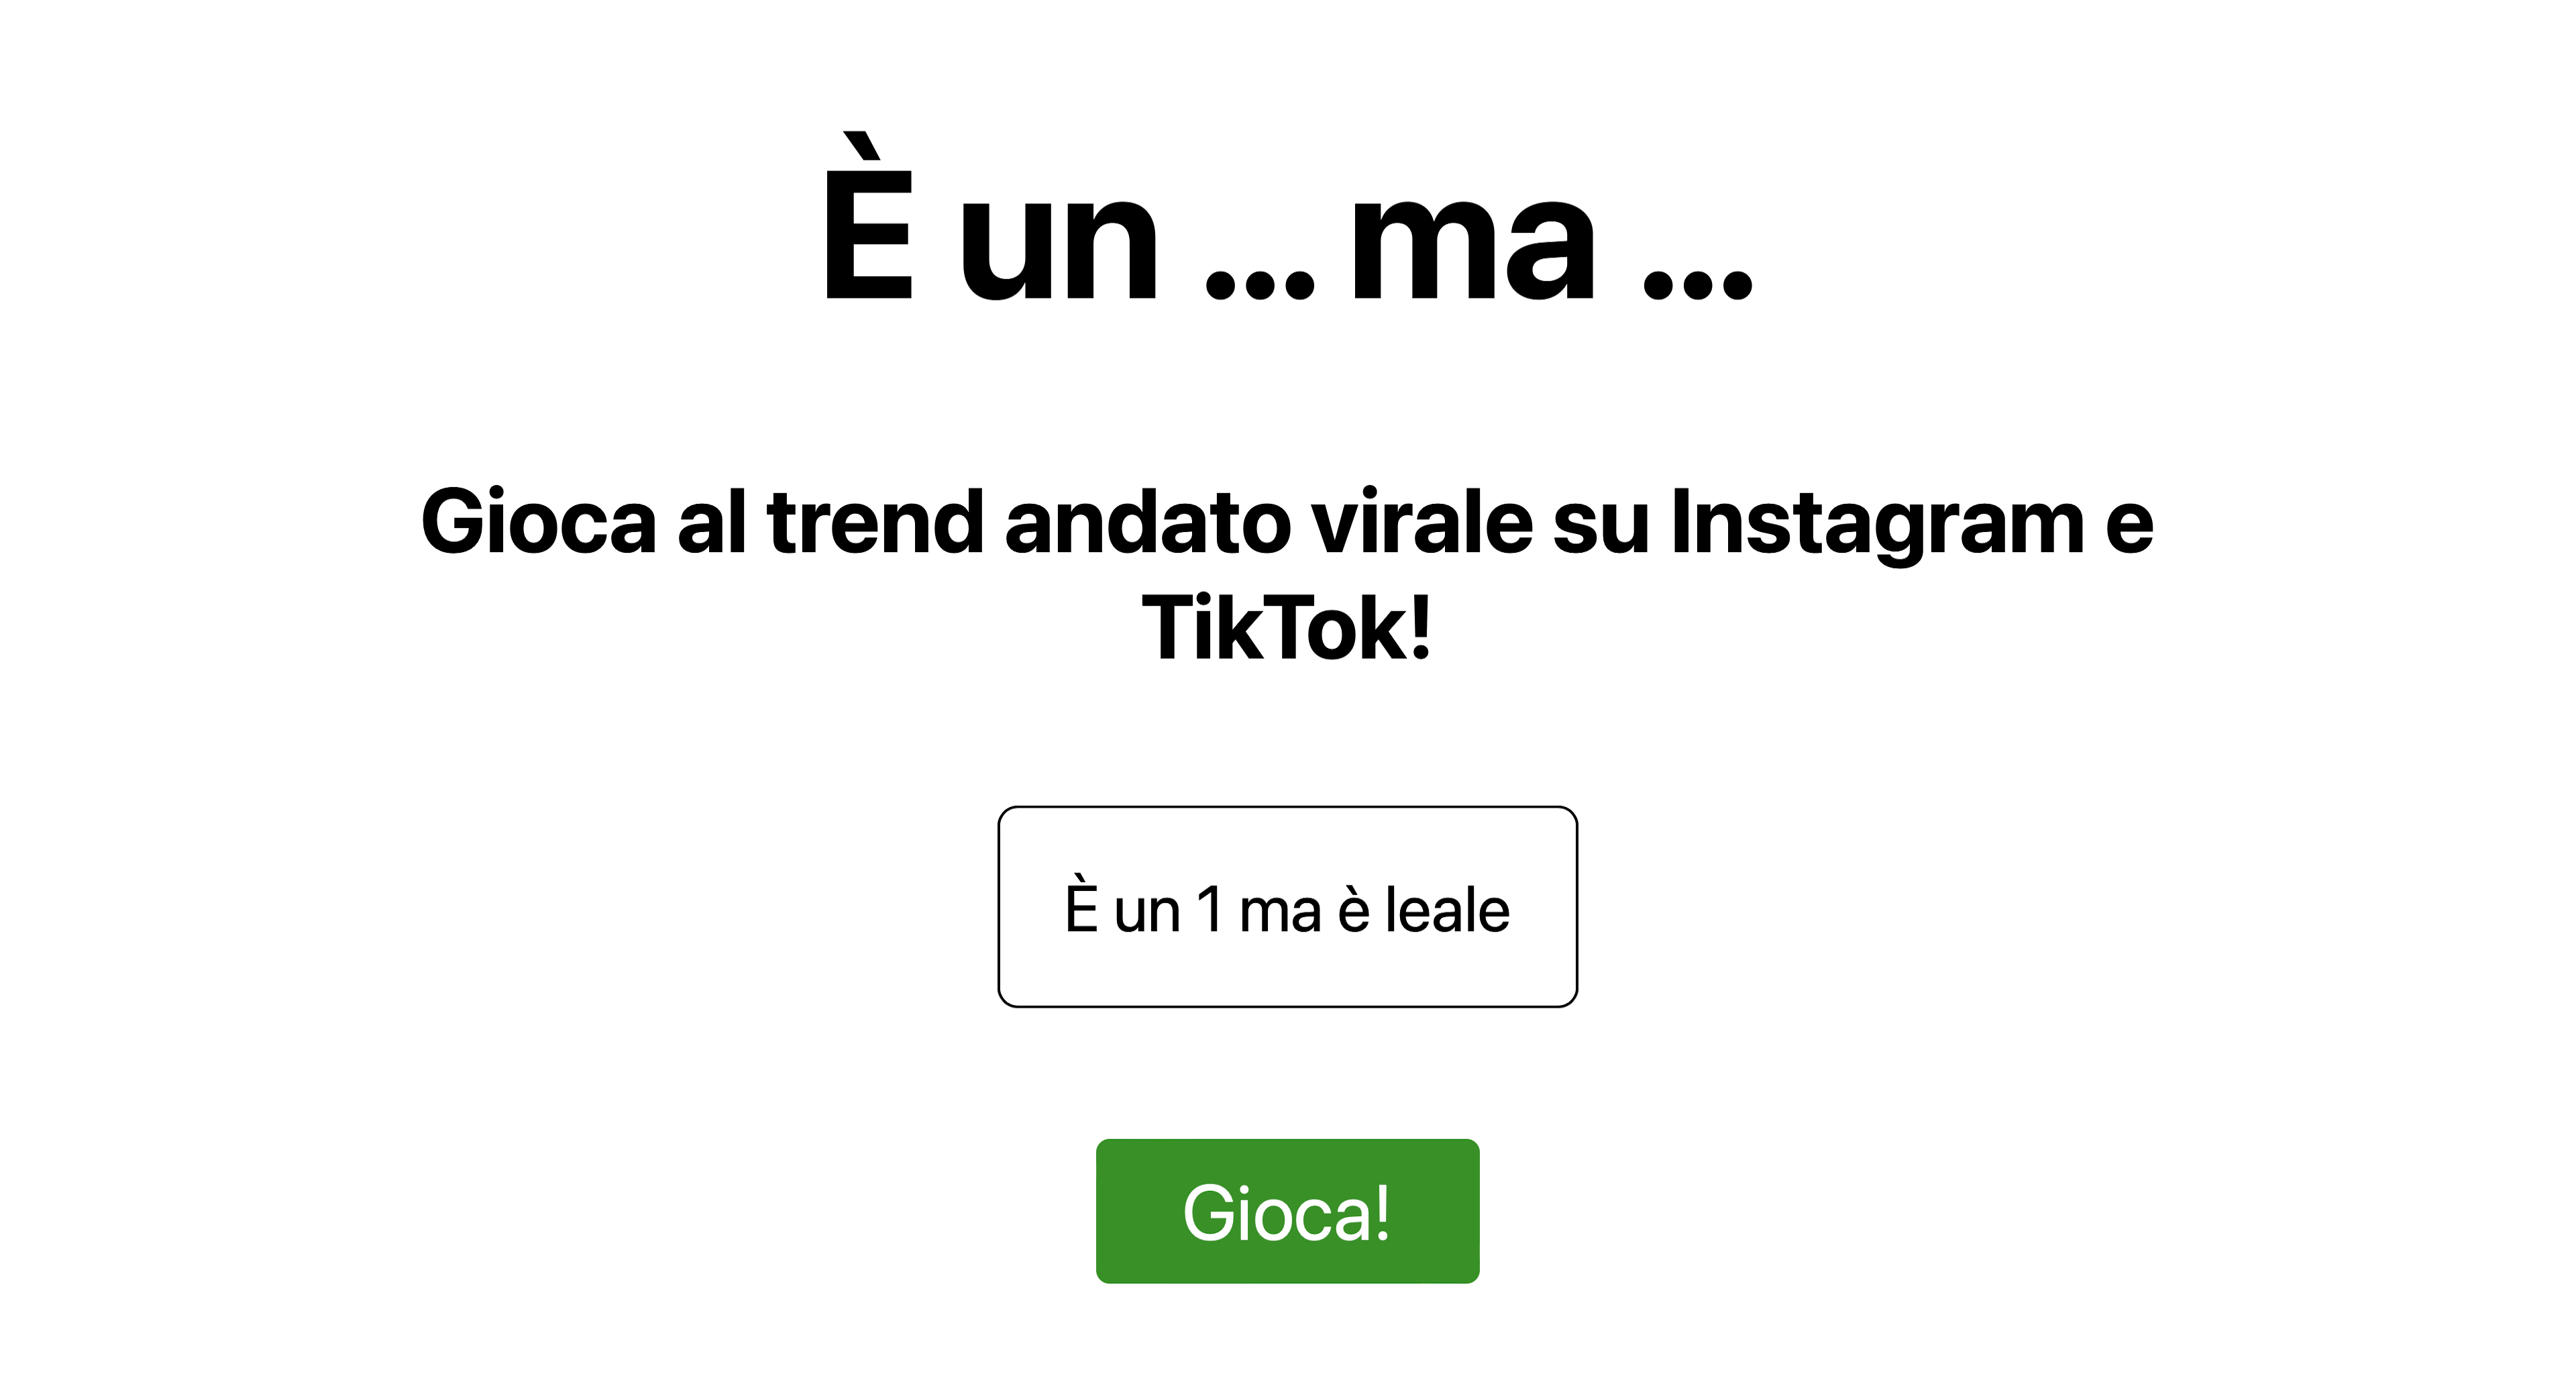 È un ... ma ...
Gioca al trend andato virale su Instagram e
TikTok!
È un 1 ma è leale
Gioca!